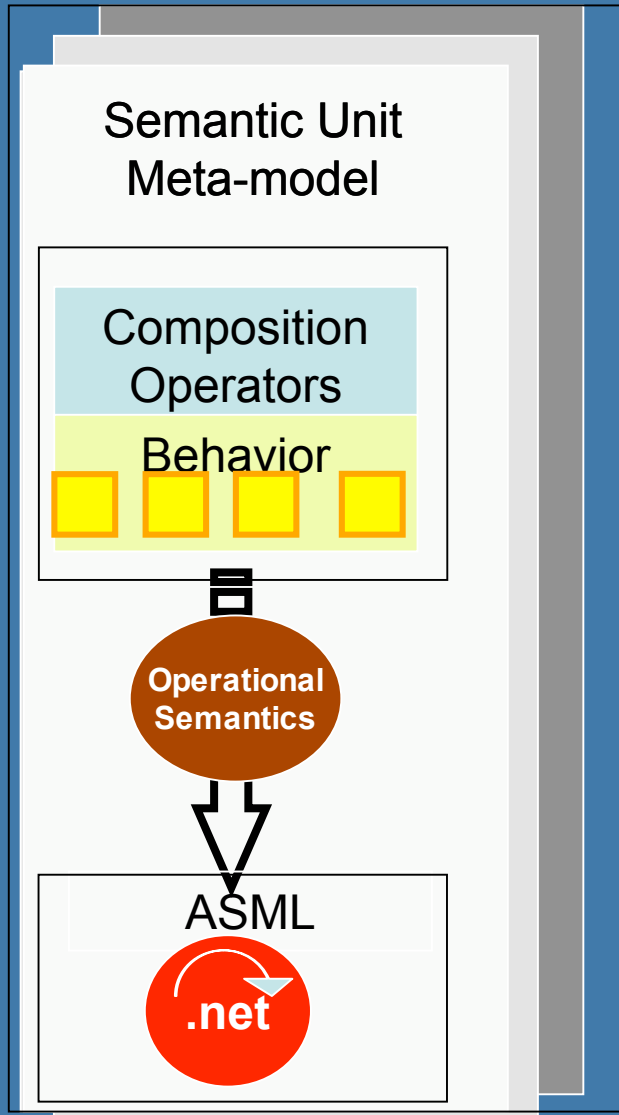 Semantic Unit
Meta-model
Composition
Operators
Behavior
Operational
Semantics
ASML
.net